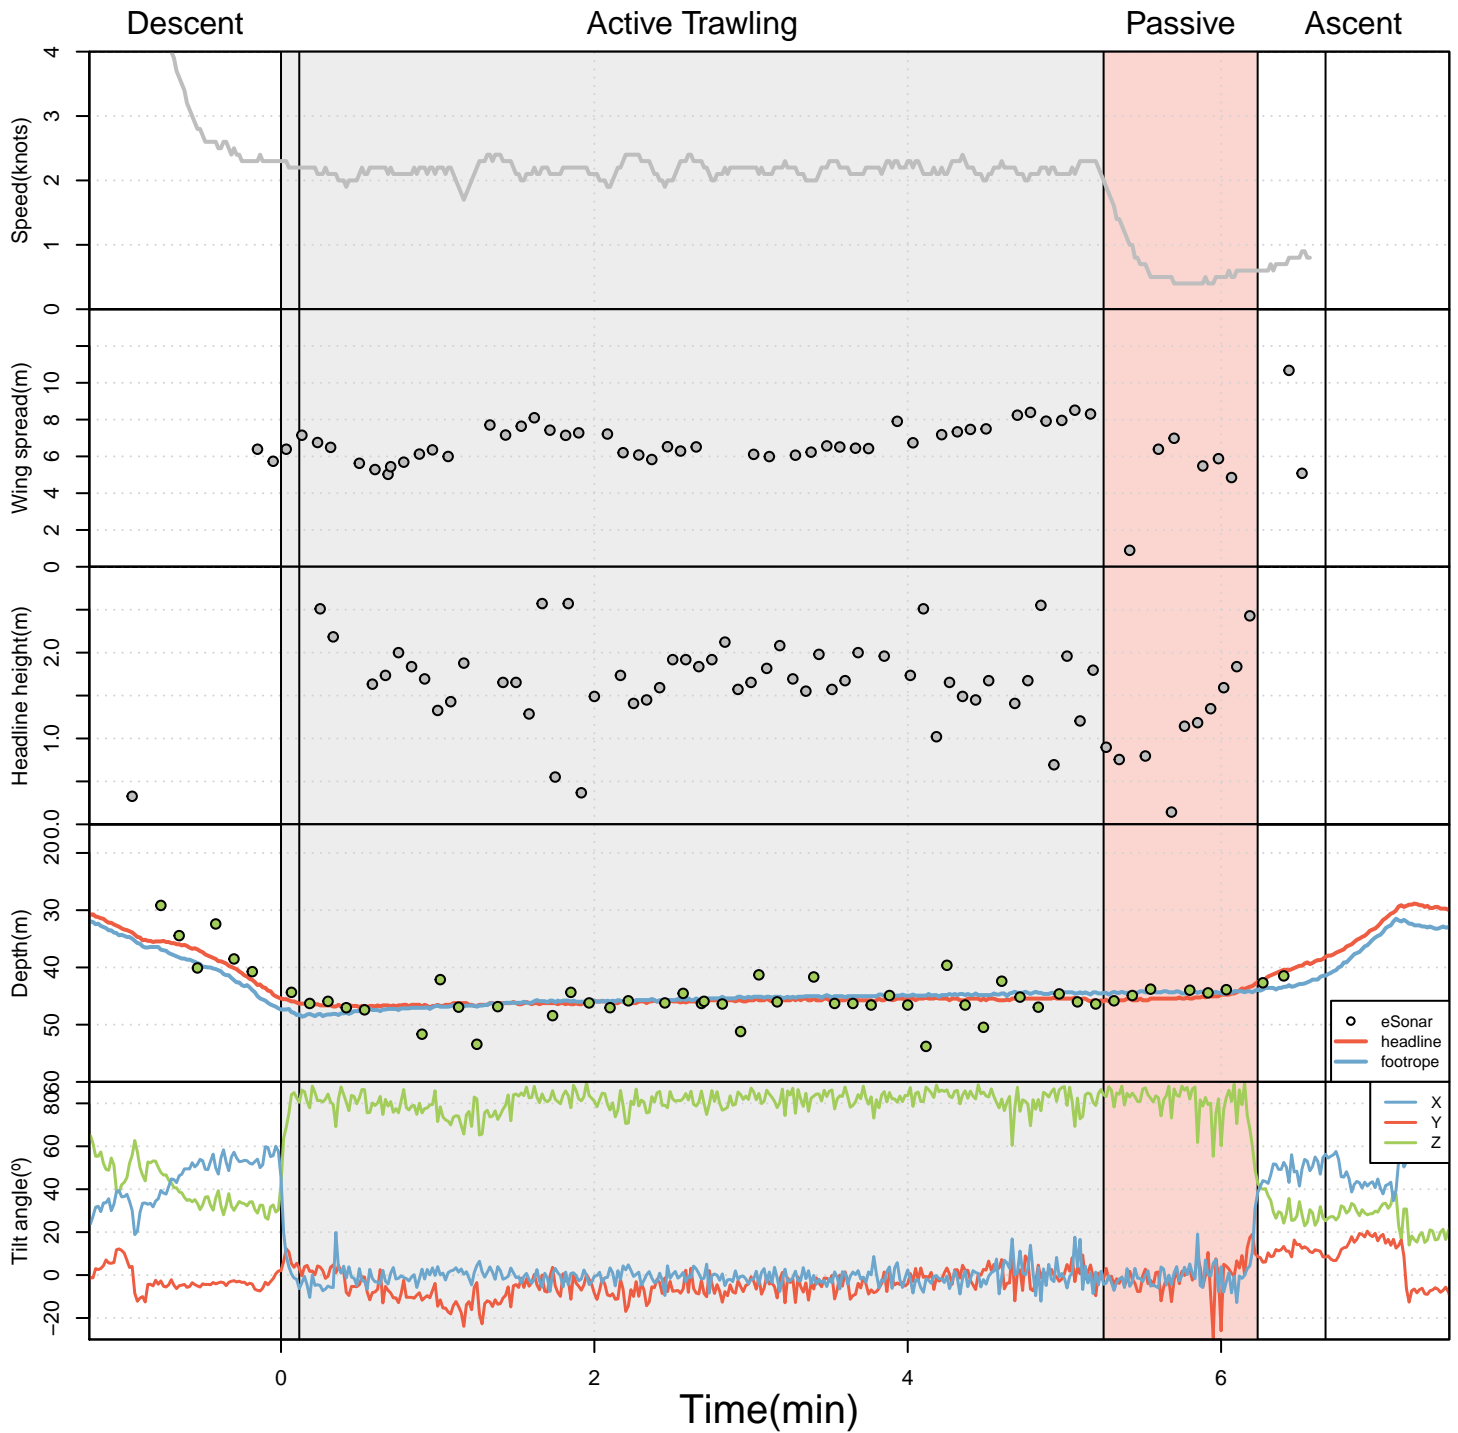 Descent Active Trawling Passive Ascent
Speed(knots)
4
3
2
1
0
Wing spread(m)
10
8
6
4
2
0
Headline height(m)
2.0
1.0
0.0
Depth(m)
20
30
40
50
60
eSonar
headline
footrope
Tilt angle(º)
80
60
40
20
0
−20
X
Y
Z
0 2 4 6
Time(min)